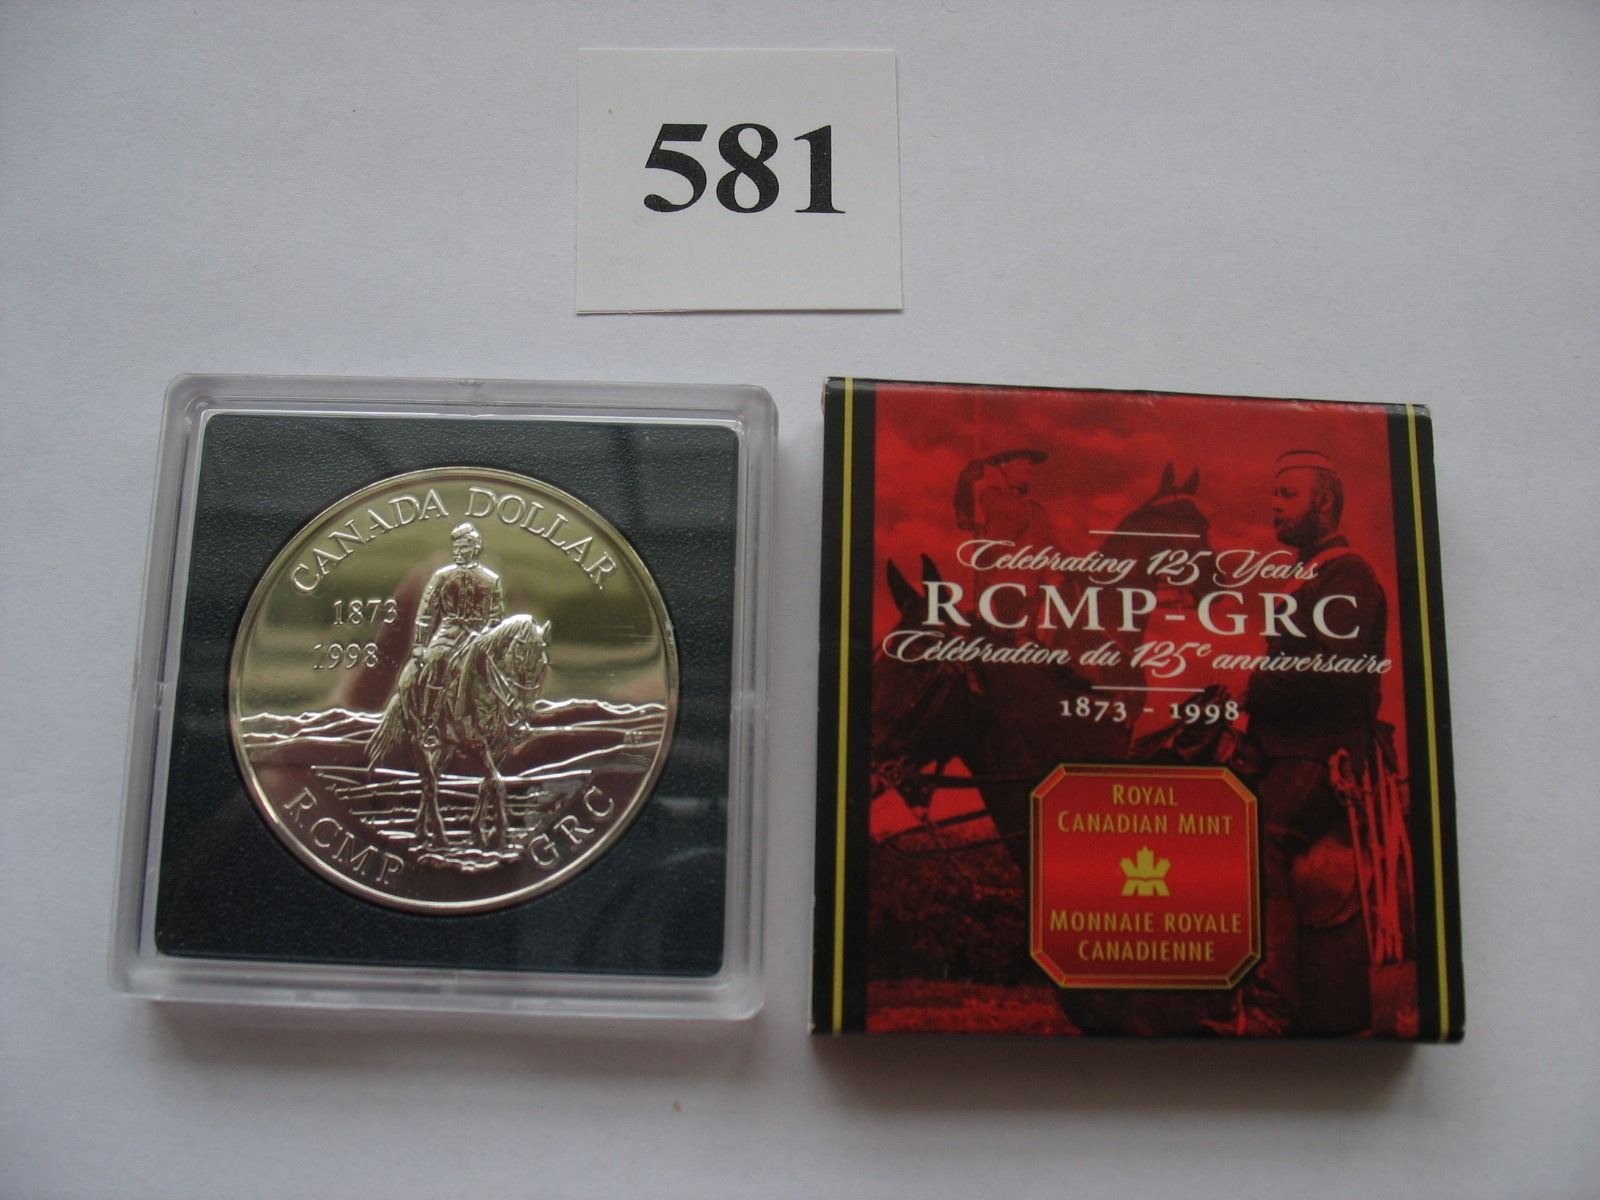 581
CANADA DOLLAR
1873
1998
RCMP GRC
Celebrating 125 Years
RCMP-GRC
Célébration du 125e anniversaire
1873 - 1998
ROYAL
CANADIAN MINT
MONNAIE ROYALE
CANADIENNE